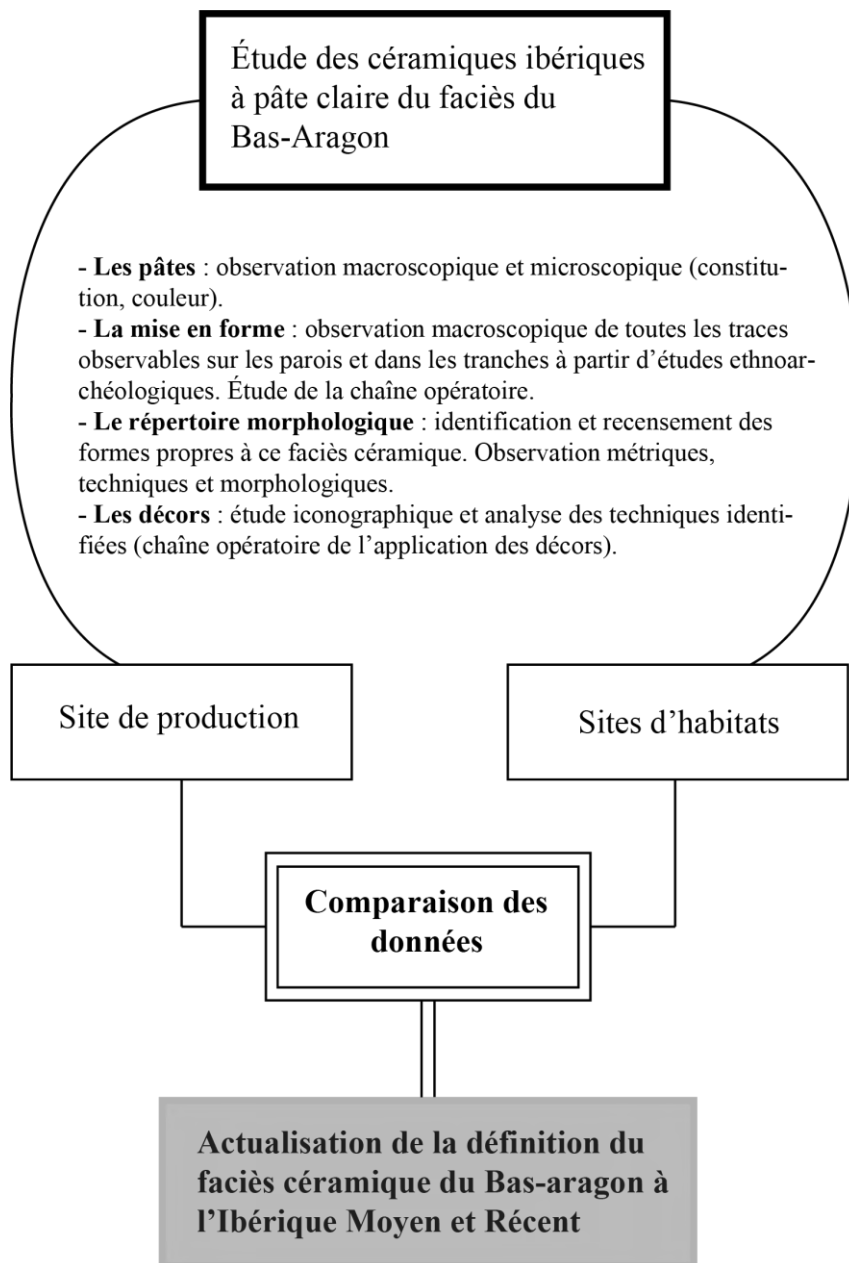 Étude des céramiques ibériques
à pâte claire du faciès du
Bas-Aragon
- Les pâtes : observation macroscopique et microscopique (constitu-
tion, couleur).
- La mise en forme : observation macroscopique de toutes les traces
observables sur les parois et dans les tranches à partir d’études ethnoar-
chéologiques. Étude de la chaîne opératoire.
- Le répertoire morphologique : identification et recensement des
formes propres à ce faciès céramique. Observation métriques,
techniques et morphologiques.
- Les décors : étude iconographique et analyse des techniques identi-
fiées (chaîne opératoire de l’application des décors).
Site de production
Sites d’habitats
Comparaison des
données
Actualisation de la définition du
faciès céramique du Bas-aragon à
l’Ibérique Moyen et Récent